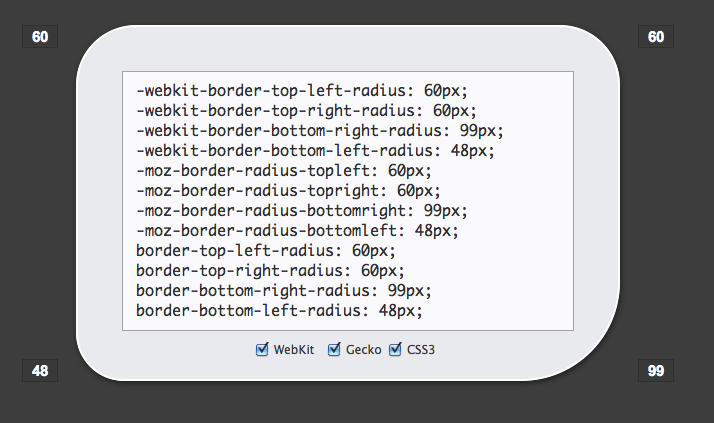 60
60
-webkit-border-top-left-radius: 60px;
-webkit-border-top-right-radius: 60px;
-webkit-border-bottom-right-radius: 99px;
-webkit-border-bottom-left-radius: 48px;
-moz-border-radius-topleft: 60px;
-moz-border-radius-topright: 60px;
-moz-border-radius-bottomright: 99px;
-moz-border-radius-bottomleft: 48px;
border-top-left-radius: 60px;
border-top-right-radius: 60px;
border-bottom-right-radius: 99px;
border-bottom-left-radius: 48px;
WebKit Gecko CSS3
48
99